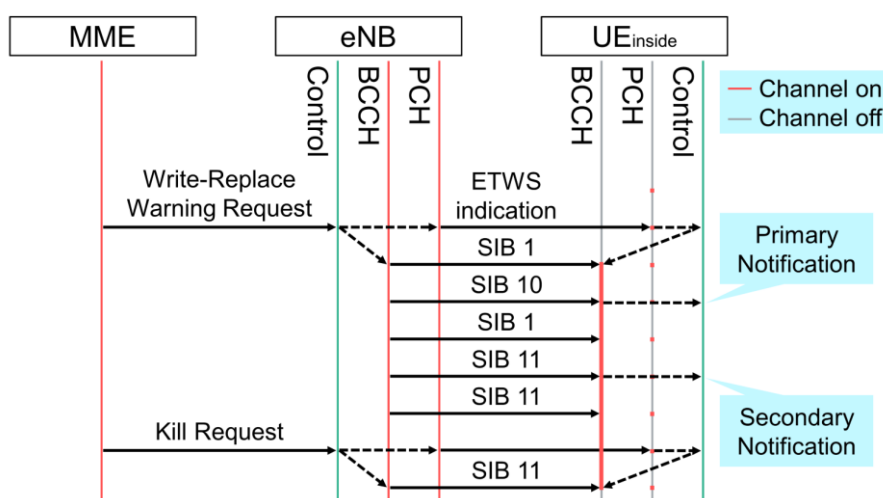 MME
eNB
UEinside
Control
BCCH
PCH
BCCH
PCH
Control
Channel on
Channel off
Write-Replace
Warning Request
ETWS
indication
SIB 1
Primary
Notification
SIB 10
SIB 1
SIB 11
SIB 11
Secondary
Notification
Kill Request
SIB 11